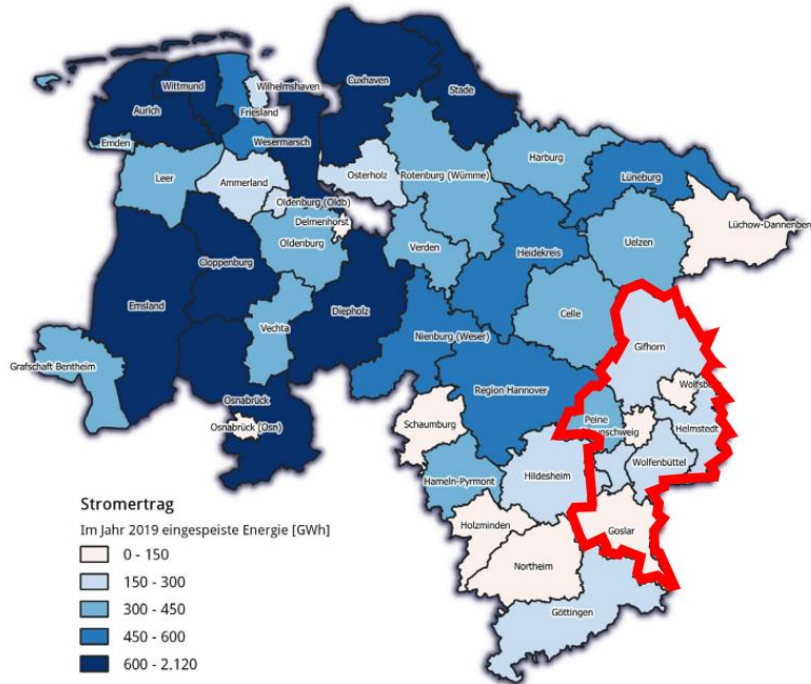 Cuxhaven
Stade
Wittmund
Wilhelmshaven
Aurich
Friesland
Emden
Wesermarsch
Harburg
Leer
Ammerland
Osterholz
Rotenburg (Wümme)
Lüneburg
Oldenburg (Oldb)
Delmenhorst
Lüchow-Dannenberg
Oldenburg
Verden
Heidekreis
Uelzen
Cloppenburg
Emsland
Diepholz
Celle
Vechta
Nienburg (Weser)
Gifhorn
Grafschaft Bentheim
Region Hannover
Osnabrück
Peine
Helmstedt
Schaumburg
Osnabrück (Osn)
Wolfenbüttel
Hildesheim
Hameln-Pyrmont
Stromertrag
Im Jahr 2019 eingespeiste Energie [GWh]
0 - 150
150 - 300
300 - 450
450 - 600
600 - 2.120
Holzminden
Goslar
Northeim
Göttingen